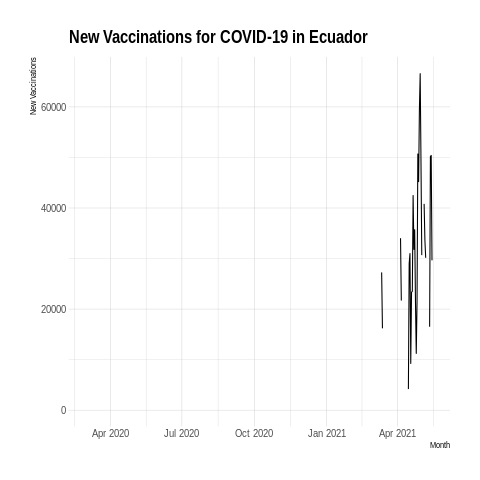 New Vaccinations for COVID-19 in Ecuador
New Vaccinations
60000
40000
20000
0
Apr 2020
Jul 2020
Oct 2020
Jan 2021
Apr 2021
Month